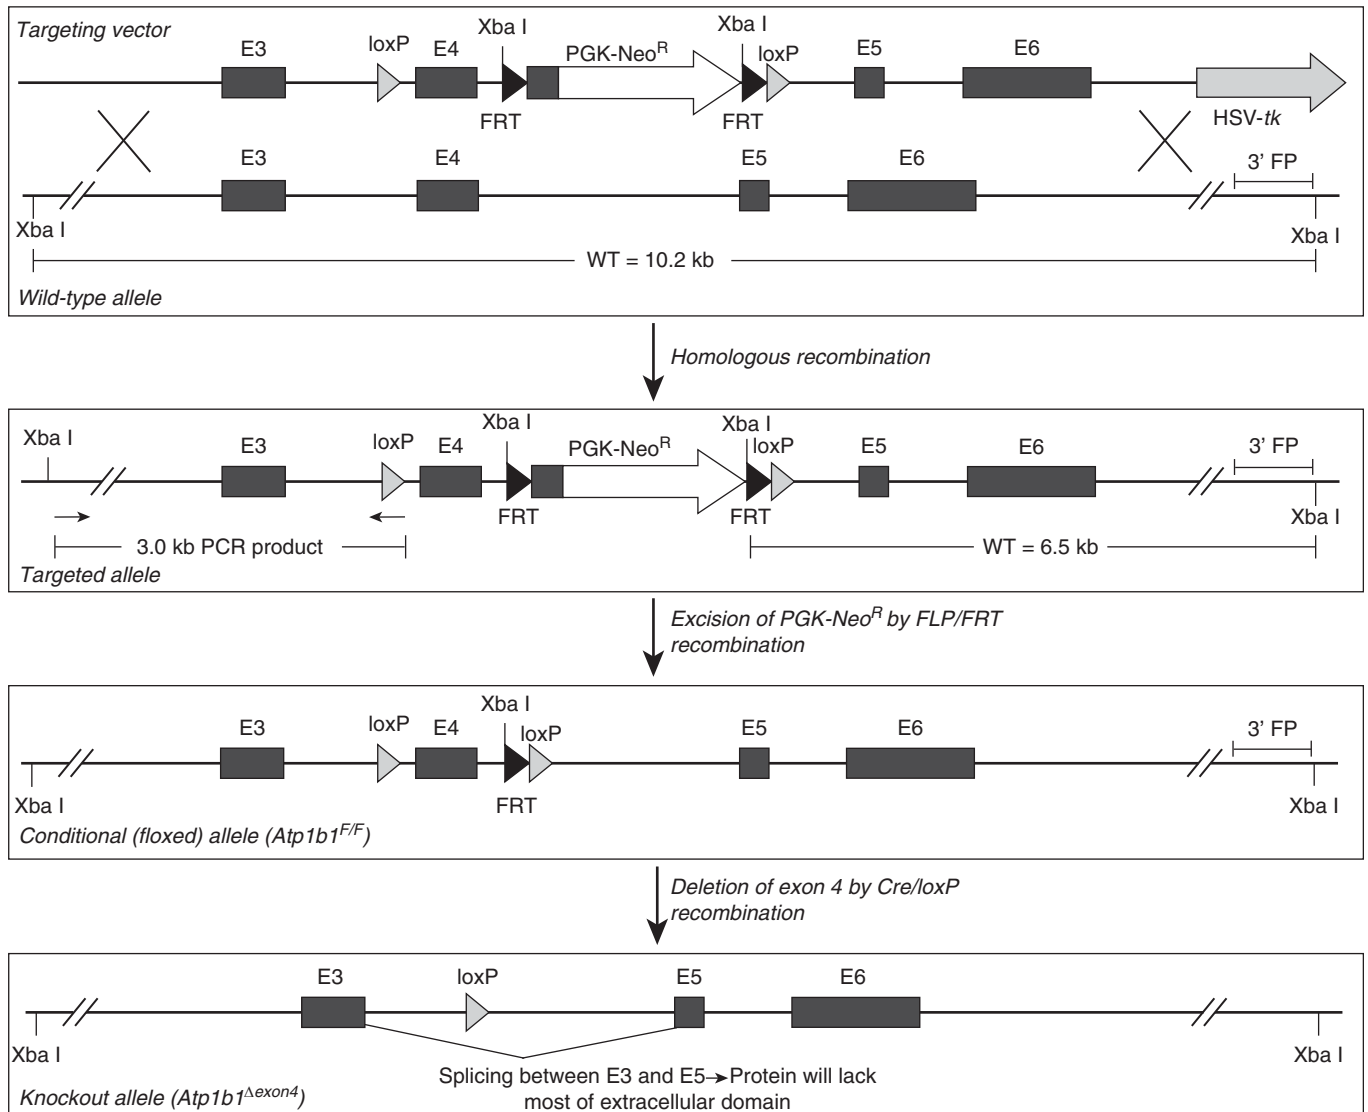 Targeting vector
E3
loxP
E4
Xba I
PGK-Neo^R
Xba I
loxP
E5
E6
FRT
FRT
HSV-tk
E3
E4
E5
E6
3' FP
Xba I
Xba I
WT = 10.2 kb
Wild-type allele
Homologous recombination
Xba I
E3
loxP
E4
Xba I
PGK-Neo^R
Xba I
loxP
E5
E6
3' FP
FRT
FRT
Xba I
3.0 kb PCR product
WT = 6.5 kb
Targeted allele
Excision of PGK-Neo^R by FLP/FRT
recombination
E3
loxP
E4
Xba I
loxP
E5
E6
3' FP
Xba I
FRT
Xba I
Conditional (floxed) allele (Atp1b1^F/F)
Deletion of exon 4 by Cre/loxP
recombination
E3
loxP
E5
E6
Xba I
Xba I
Splicing between E3 and E5→Protein will lack
most of extracellular domain
Knockout allele (Atp1b1^Δexon4)